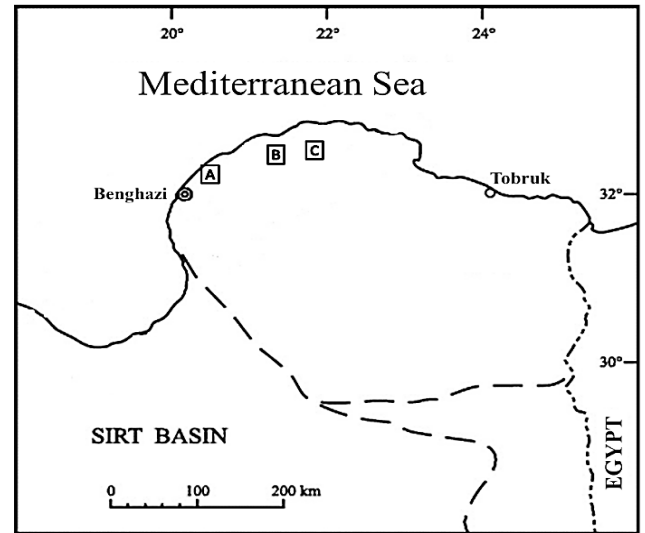 20° 22° 24°
Mediterranean Sea
A B C
Benghazi Tobruk 32°
30°
SIRT BASIN
EGYPT
0 100 200 km